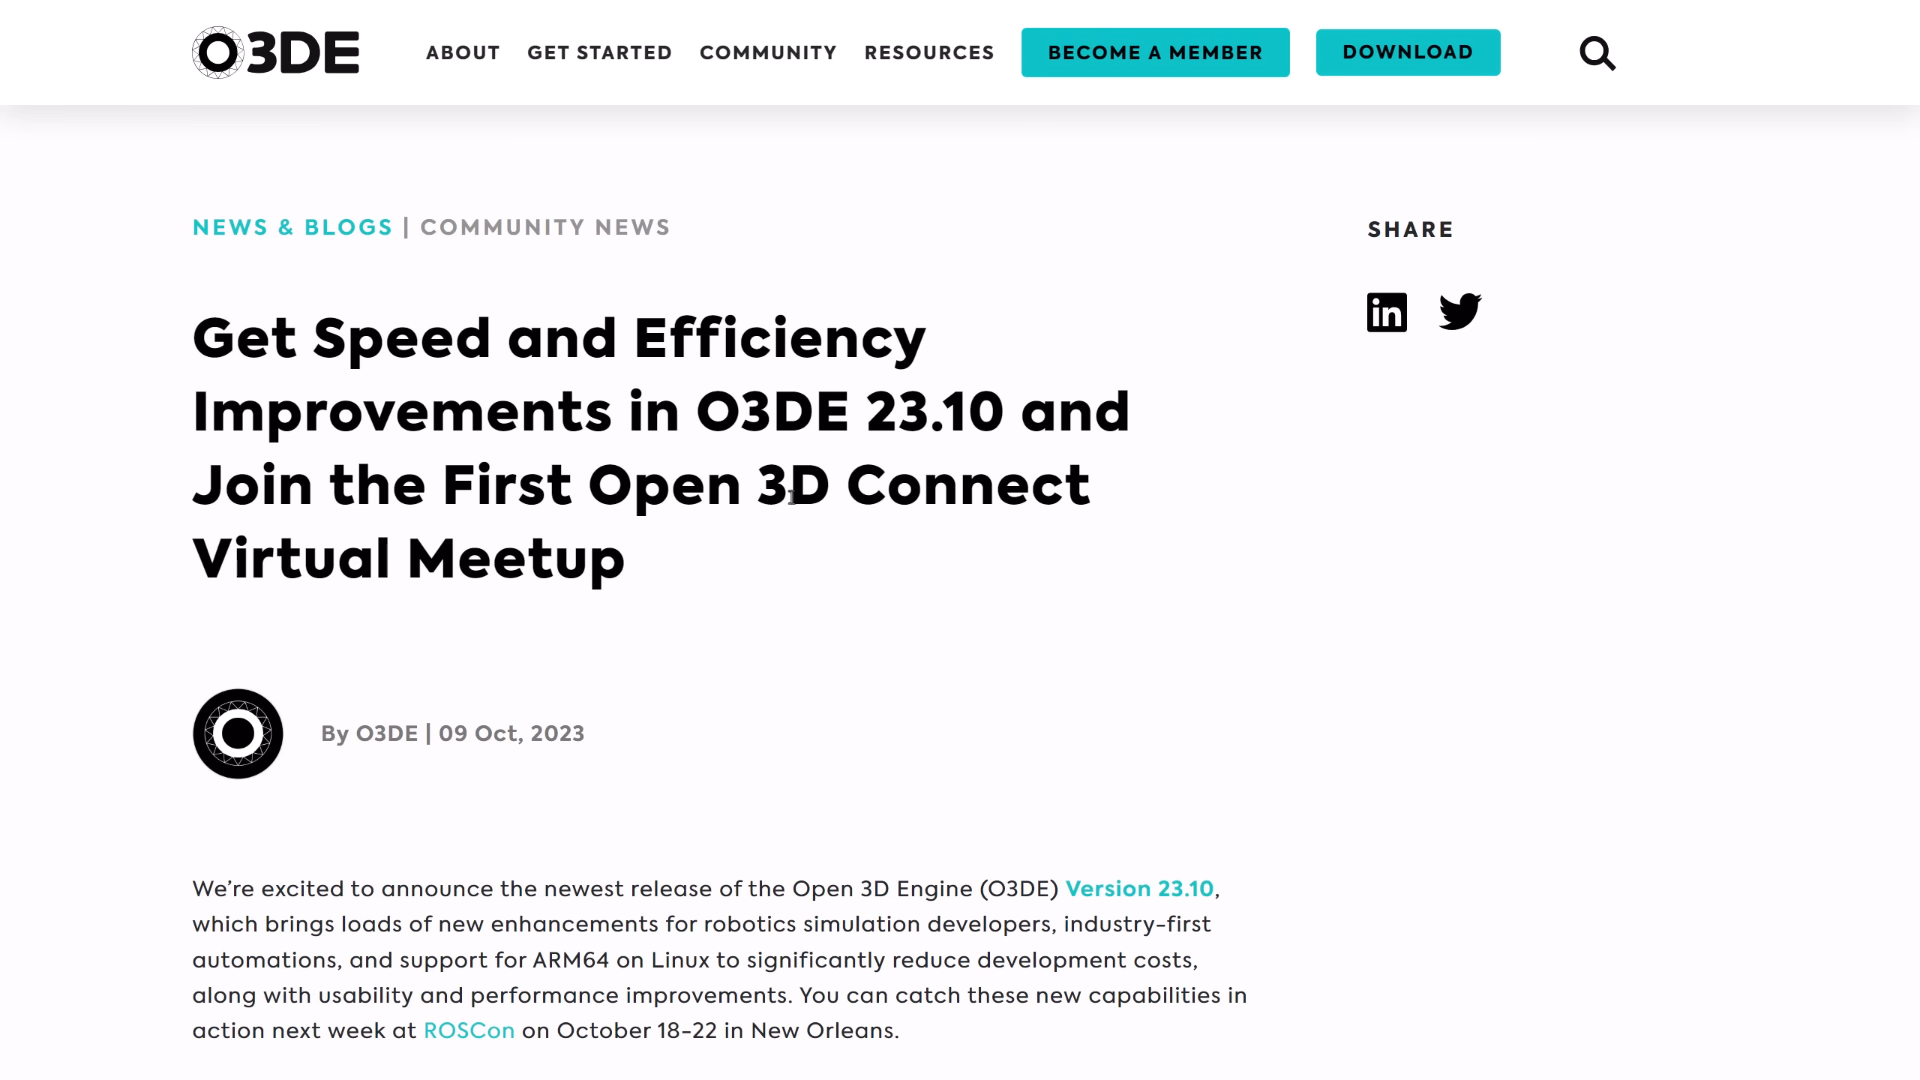 O3DE
ABOUT
GET STARTED
COMMUNITY
RESOURCES
BECOME A MEMBER
DOWNLOAD
NEWS & BLOGS | COMMUNITY NEWS
SHARE
in
Get Speed and Efficiency
Improvements in O3DE 23.10 and
Join the First Open 3D Connect
Virtual Meetup
By O3DE | 09 Oct, 2023
We’re excited to announce the newest release of the Open 3D Engine (O3DE) Version 23.10,
which brings loads of new enhancements for robotics simulation developers, industry-first
automations, and support for ARM64 on Linux to significantly reduce development costs,
along with usability and performance improvements. You can catch these new capabilities in
action next week at ROSCon on October 18-22 in New Orleans.